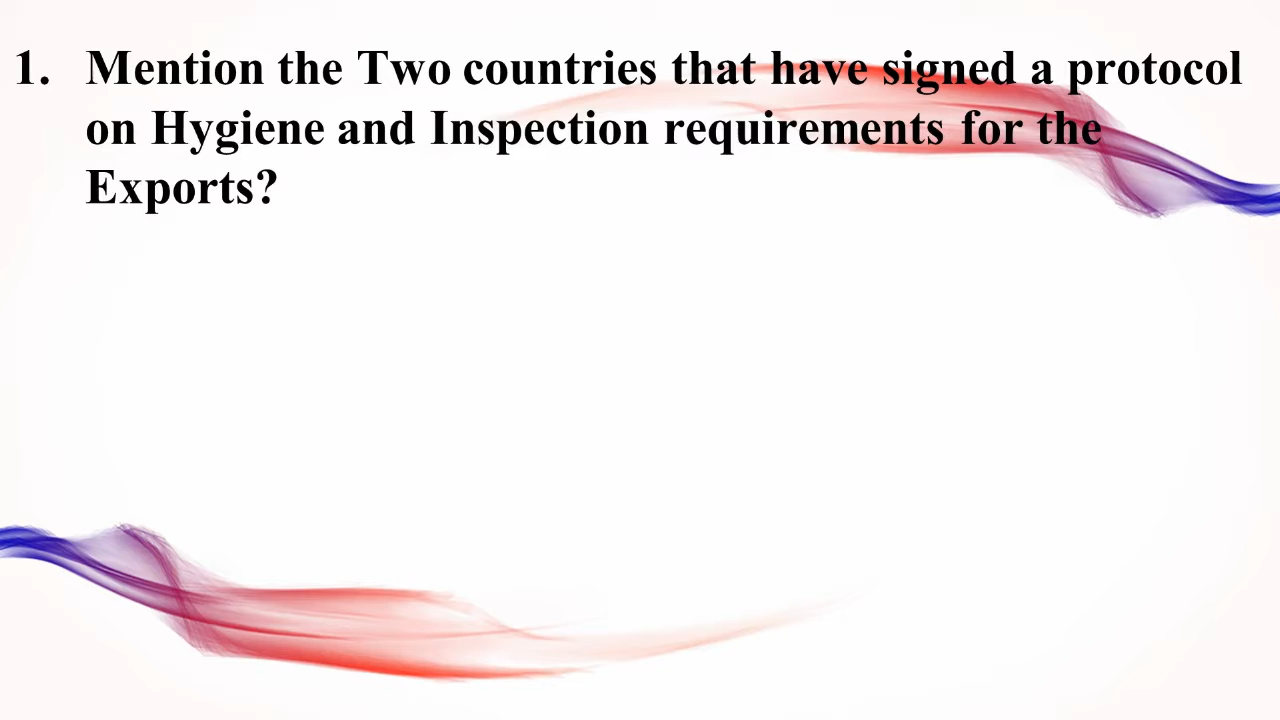 1. Mention the Two countries that have signed a protocol
on Hygiene and Inspection requirements for the
Exports?